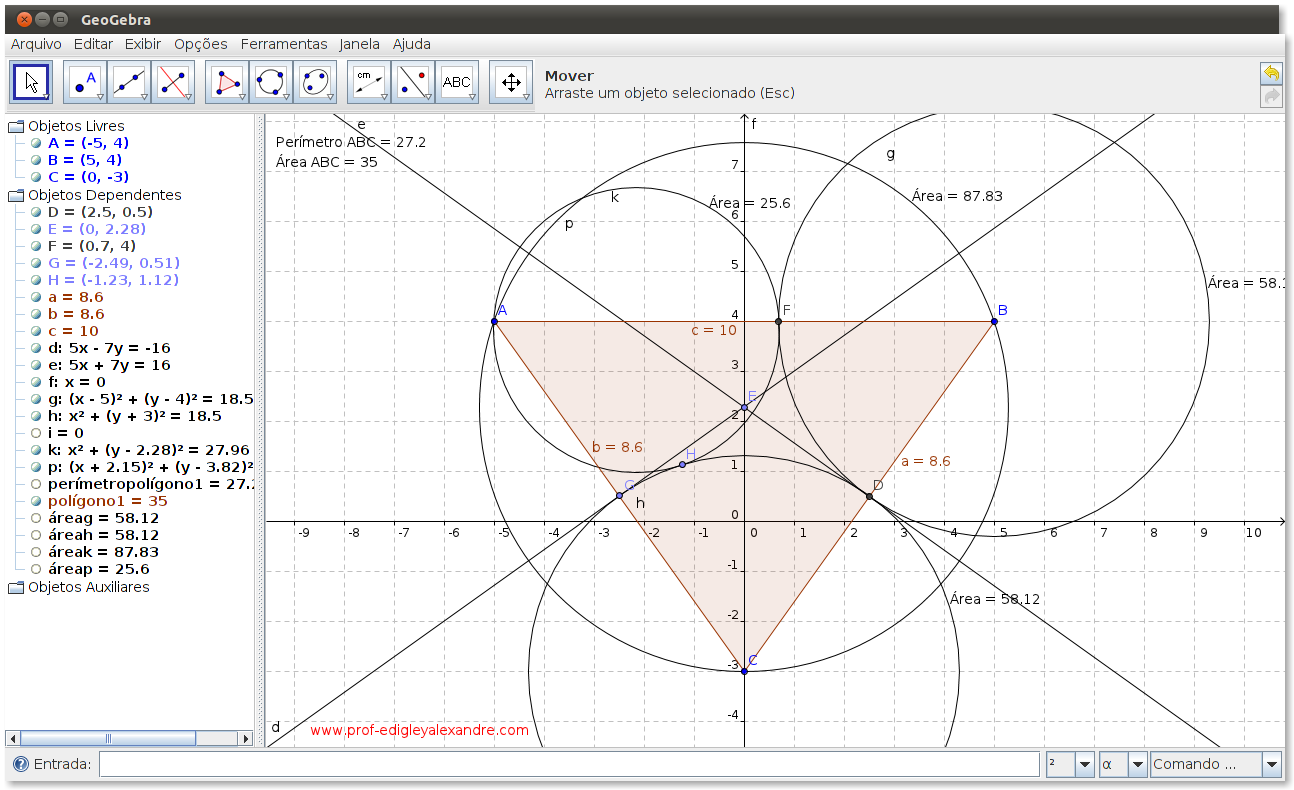 GeoGebra
Arquivo Editar Exibir Opções Ferramentas Janela Ajuda
A
cm
ABC
Mover
Arraste um objeto selecionado (Esc)
Objetos Livres
A = (-5, 4)
B = (5, 4)
C = (0, -3)
Objetos Dependentes
D = (2.5, 0.5)
E = (0, 2.28)
F = (0.7, 4)
G = (-2.49, 0.51)
H = (-1.23, 1.12)
a = 8.6
b = 8.6
c = 10
d: 5x - 7y = -16
e: 5x + 7y = 16
f: x = 0
g: (x - 5)² + (y - 4)² = 18.5
h: x² + (y + 3)² = 18.5
i = 0
k: x² + (y - 2.28)² = 27.96
p: (x + 2.15)² + (y - 3.82)²
perímetropolígono1 = 27.2
polígono1 = 35
áreag = 58.12
áreah = 58.12
áreak = 87.83
áreap = 25.6
Objetos Auxiliares
e
f
Perímetro ABC = 27.2
Área ABC = 35
g
7
k
Área = 25.6
Área = 87.83
p
6
5
Área = 58.1
A
F
B
4
c = 10
3
E
2
b = 8.6
H
1
a = 8.6
G
D
h
0
-9 -8 -7 -6 -5 -4 -3 -2 -1 0 1 2 3 4 5 6 7 8 9 10
-1
Área = 58.12
-2
C
-3
-4
d
www.prof-edigleyalexandre.com
Entrada:
²
α
Comando ...